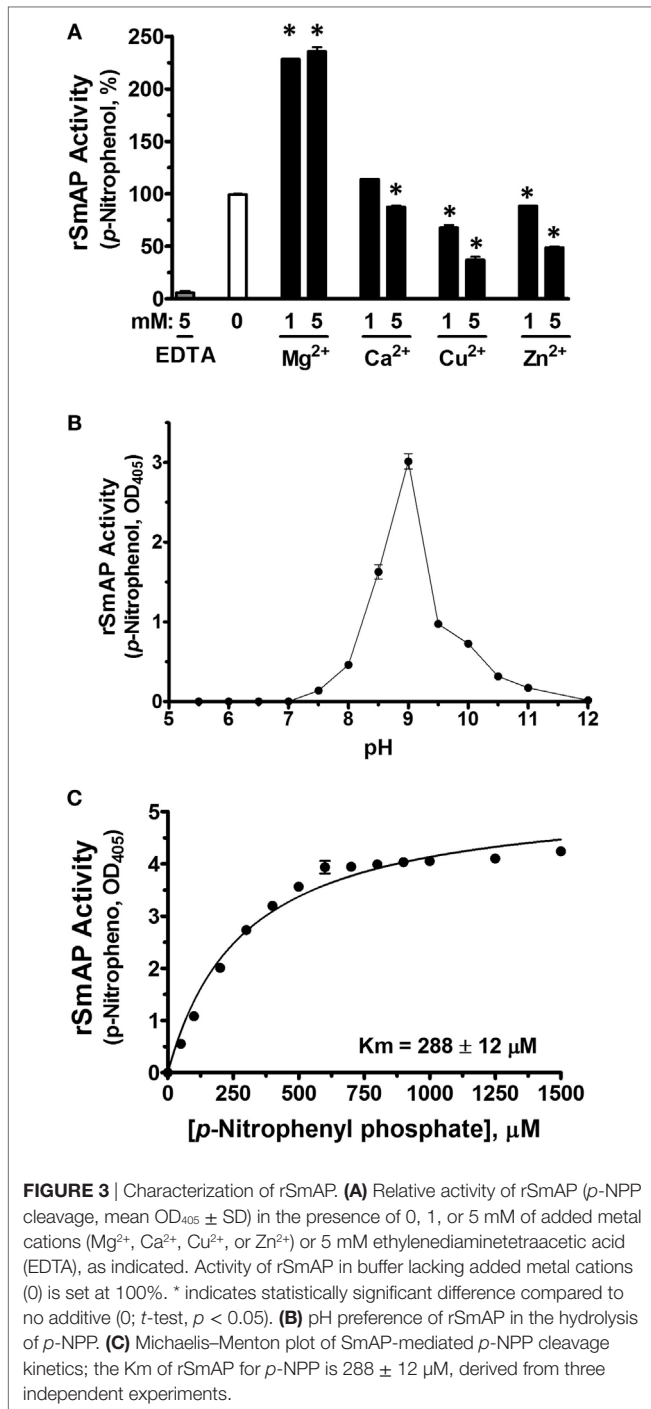 A
rSmAP Activity
(p-Nitrophenol, %)
250
200
150
100
50
0
* *
*
*
*
*
*
mM: 5 0 1 5 1 5 1 5 1 5
EDTA Mg²⁺ Ca²⁺ Cu²⁺ Zn²⁺
B
rSmAP Activity
(p-Nitrophenol, OD₄₀₅)
3
2
1
0
5 6 7 8 9 10 11 12
pH
C
rSmAP Activity
(p-Nitropheno, OD₄₀₅)
5
4
3
2
1
0
Km = 288 ± 12 μM
0 250 500 750 1000 1250 1500
[p-Nitrophenyl phosphate], μM
FIGURE 3 | Characterization of rSmAP. (A) Relative activity of rSmAP (p-NPP
cleavage, mean OD₄₀₅ ± SD) in the presence of 0, 1, or 5 mM of added metal
cations (Mg²⁺, Ca²⁺, Cu²⁺, or Zn²⁺) or 5 mM ethylenediaminetetraacetic acid
(EDTA), as indicated. Activity of rSmAP in buffer lacking added metal cations
(0) is set at 100%. * indicates statistically significant difference compared to
no additive (0; t-test, p < 0.05). (B) pH preference of rSmAP in the hydrolysis
of p-NPP. (C) Michaelis–Menton plot of SmAP-mediated p-NPP cleavage
kinetics; the Km of rSmAP for p-NPP is 288 ± 12 μM, derived from three
independent experiments.